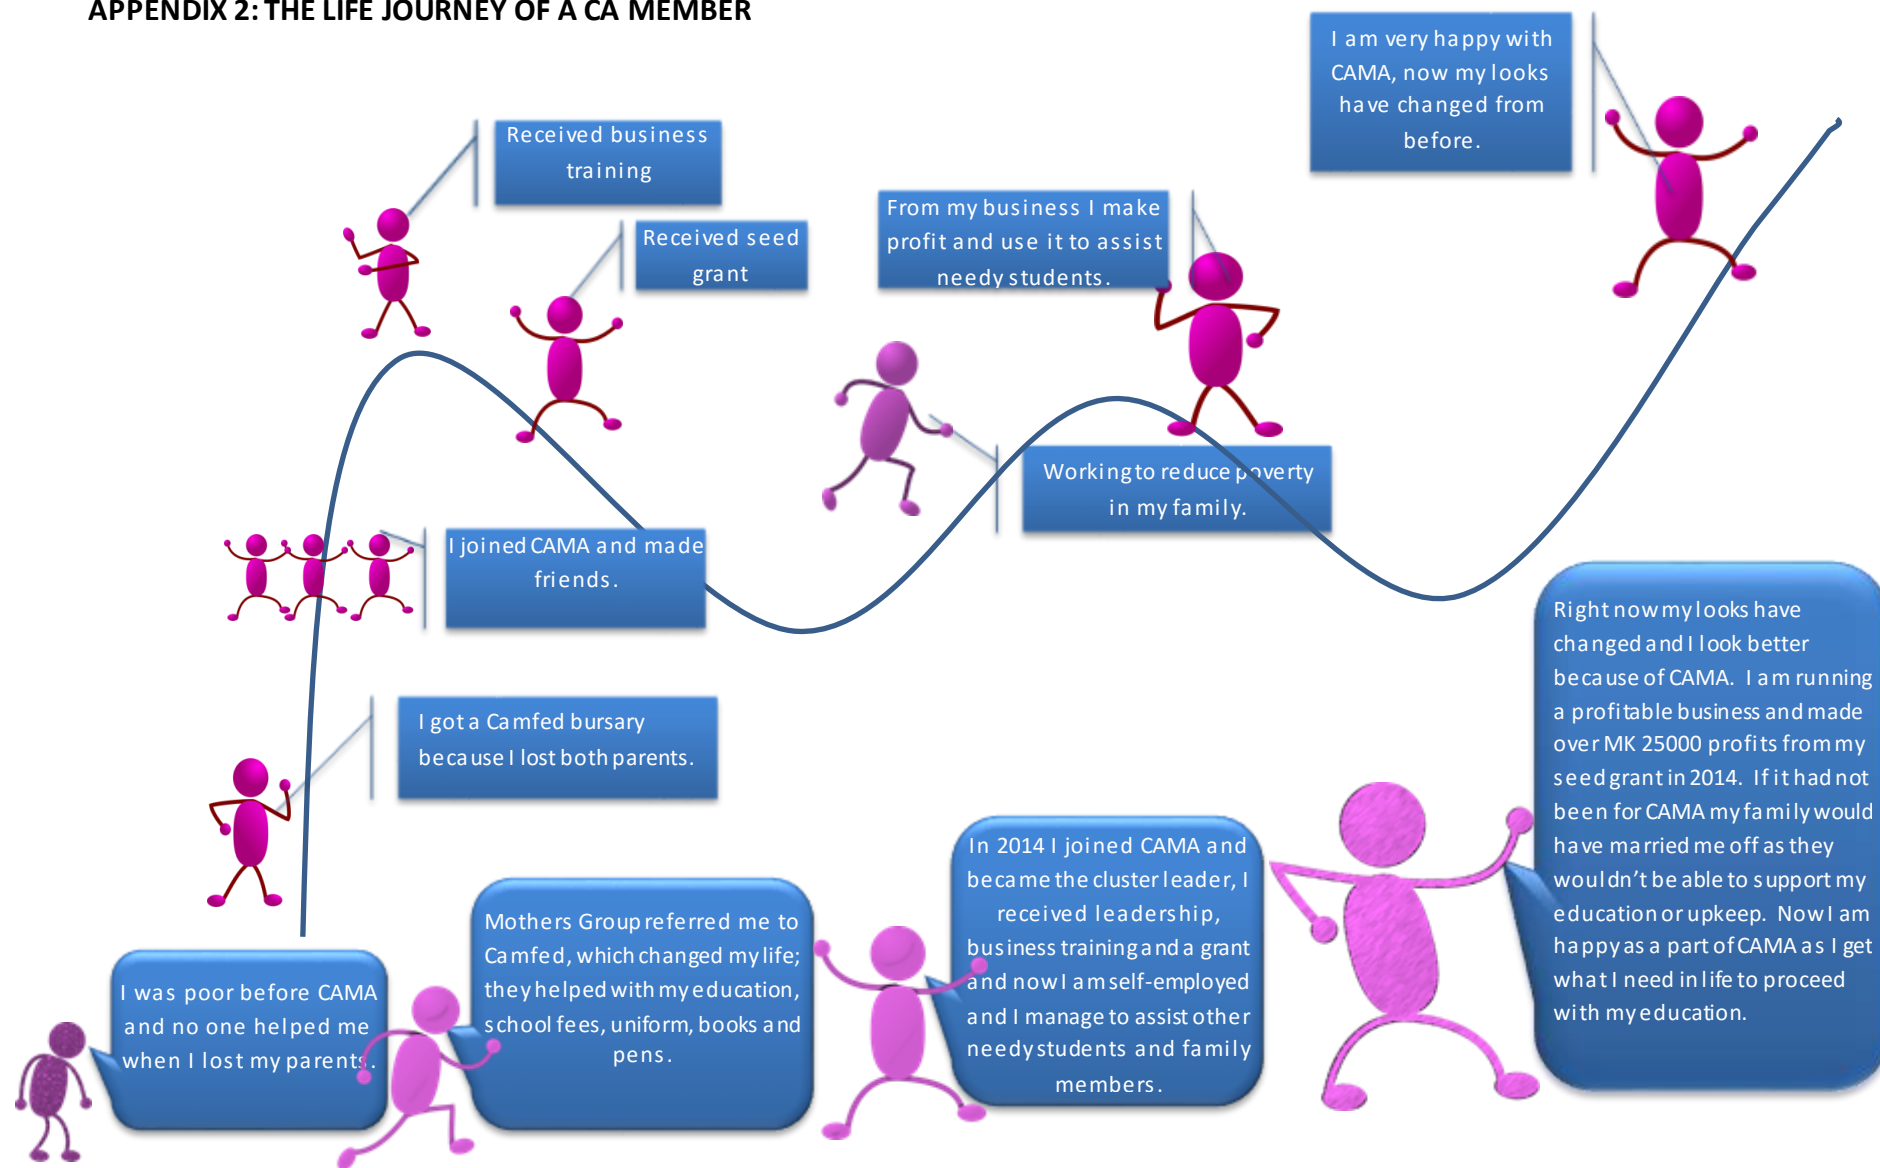 APPENDIX 2: THE LIFE JOURNEY OF A CA MEMBER
I am very happy with
CAMA, now my looks
have changed from
before.
Received business
training
Received seed
grant
From my business I make
profit and use it to assist
needy students.
Working to reduce poverty
in my family.
I joined CAMA and made
friends.
I got a Camfed bursary
because I lost both parents.
I was poor before CAMA
and no one helped me
when I lost my parents.
Mothers Group referred me to
Camfed, which changed my life;
they helped with my education,
school fees, uniform, books and
pens.
In 2014 I joined CAMA and
became the cluster leader, I
received leadership,
business training and a grant
and now I am self-employed
and I manage to assist other
needy students and family
members.
Right now my looks have
changed and I look better
because of CAMA. I am running
a profitable business and made
over MK 25000 profits from my
seed grant in 2014. If it had not
been for CAMA my family would
have married me off as they
wouldn't be able to support my
education or upkeep. Now I am
happy as a part of CAMA as I get
what I need in life to proceed
with my education.